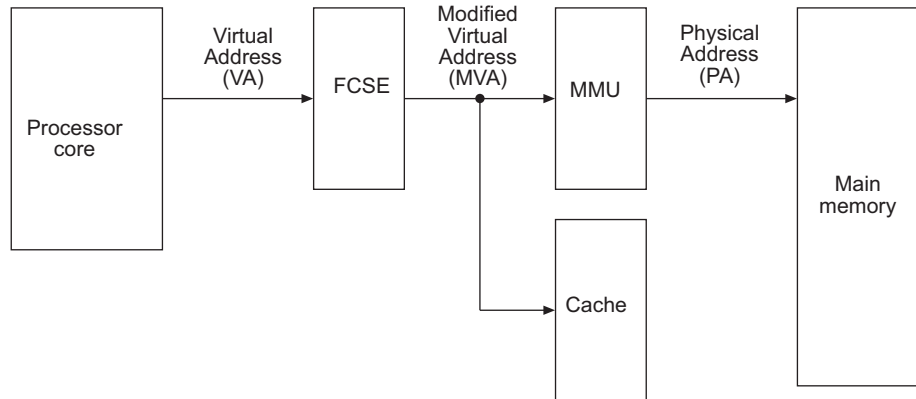 Processor
core
Virtual
Address
(VA)
FCSE
Modified
Virtual
Address
(MVA)
MMU
Physical
Address
(PA)
Main
memory
Cache